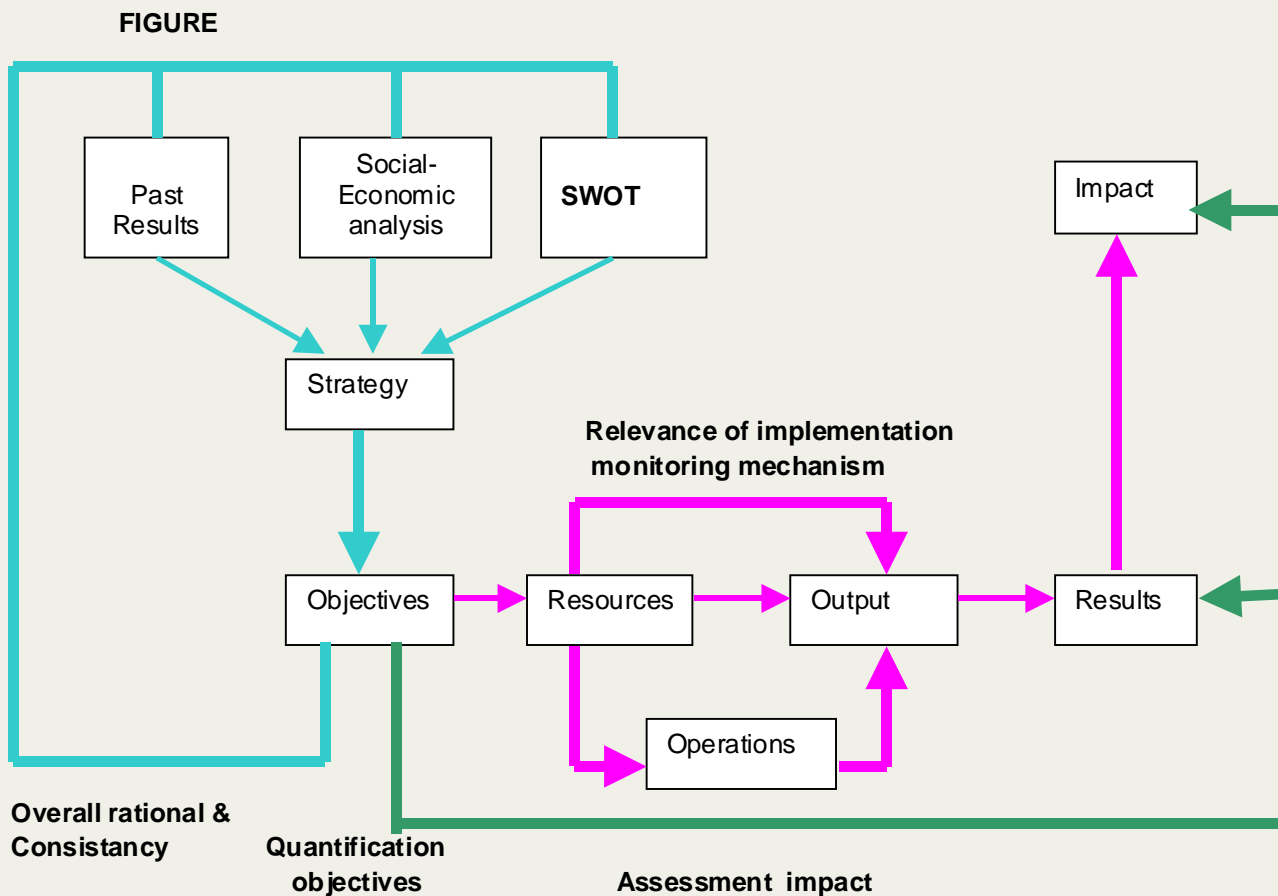 FIGURE
Past
Results
Social-
Economic
analysis
SWOT
Impact
Strategy
Relevance of implementation
monitoring mechanism
Objectives
Resources
Output
Results
Operations
Overall rational &
Consistancy
Quantification
objectives
Assessment impact